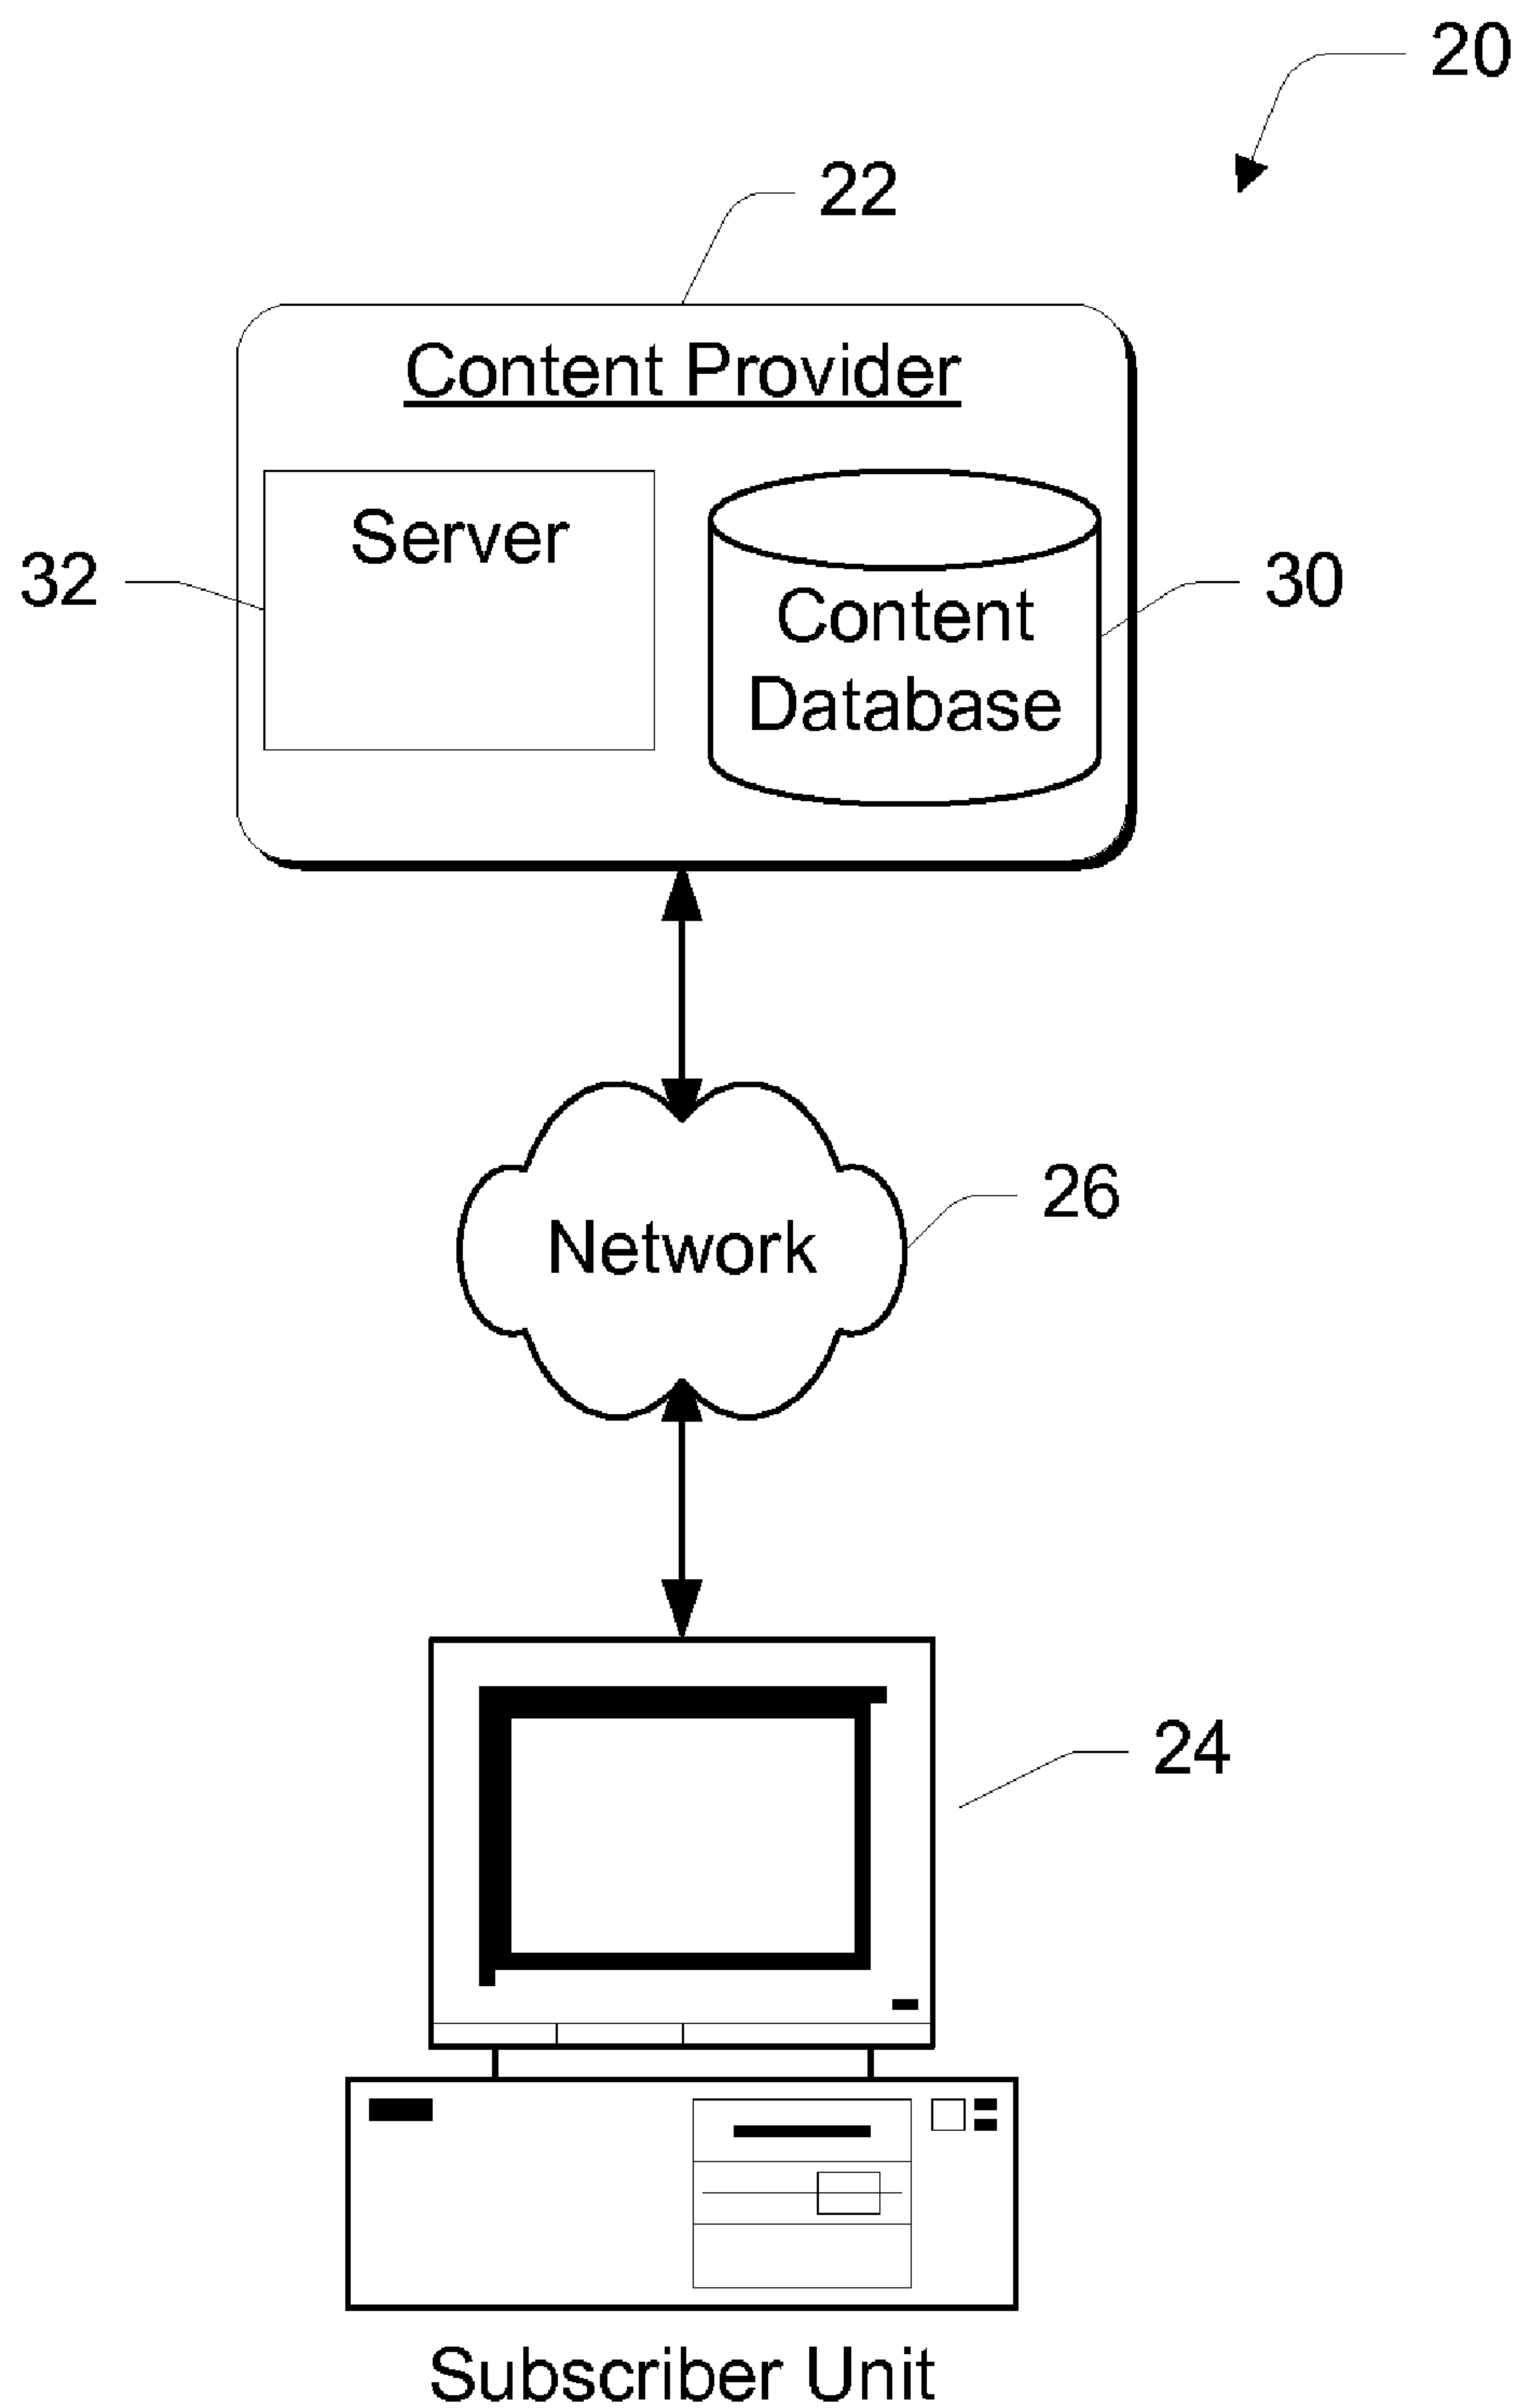 20
22
Content Provider
Server
32
Content
Database
30
Network
26
24
Subscriber Unit